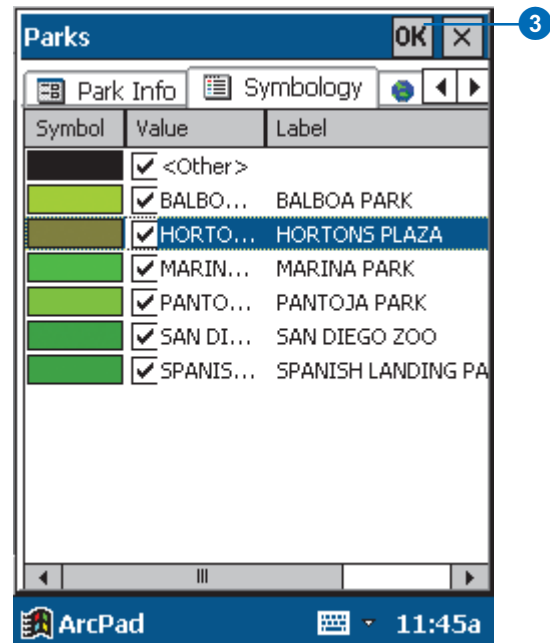 Parks OK 3
Park Info Symbology
Symbol Value Label
<Other>
BALBO... BALBOA PARK
HORTO... HORTONS PLAZA
MARIN... MARINA PARK
PANTO... PANTOJA PARK
SAN DI... SAN DIEGO ZOO
SPANIS... SPANISH LANDING PA
ArcPad 11:45a